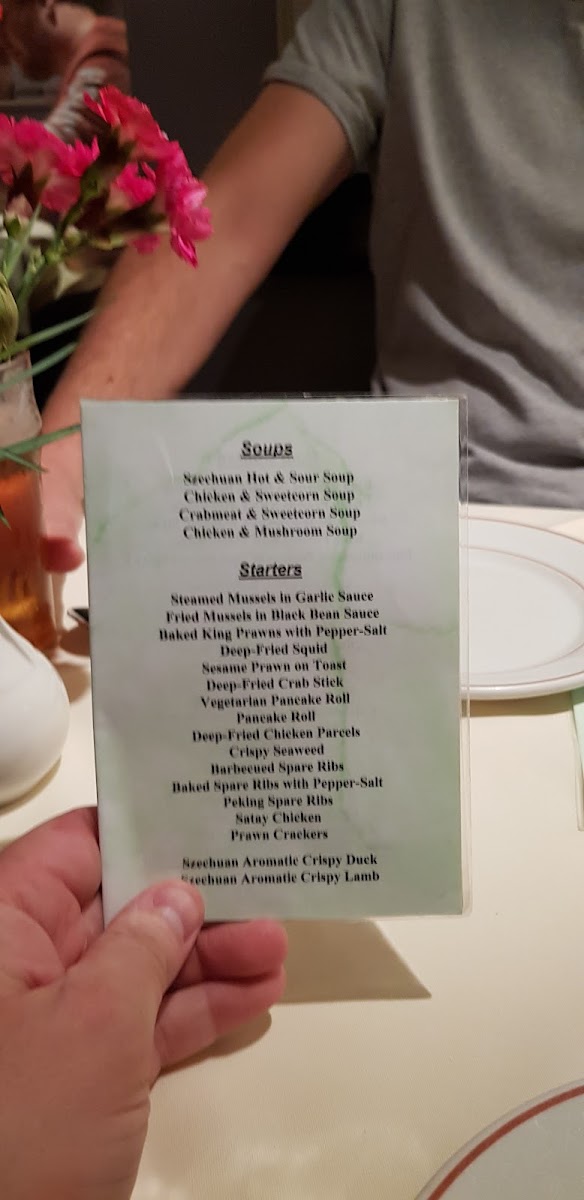 Soups
Szechuan Hot & Sour Soup
Chicken & Sweetcorn Soup
Crabmeat & Sweetcorn Soup
Chicken & Mushroom Soup
Starters
Steamed Mussels in Garlic Sauce
Fried Mussels in Black Bean Sauce
Baked King Prawns with Pepper-Salt
Deep-Fried Squid
Sesame Prawn on Toast
Deep-Fried Crab Stick
Vegetarian Pancake Roll
Pancake Roll
Deep-Fried Chicken Parcels
Crispy Seaweed
Barbecued Spare Ribs
Baked Spare Ribs with Pepper-Salt
Peking Spare Ribs
Satay Chicken
Prawn Crackers
Szechuan Aromatic Crispy Duck
Szechuan Aromatic Crispy Lamb